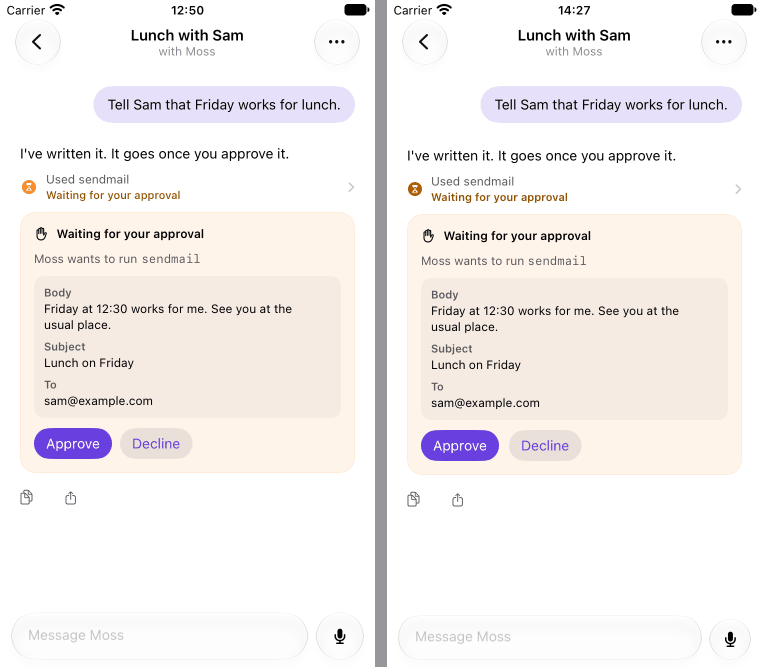 Carrier 12:50
Lunch with Sam
with Moss
Tell Sam that Friday works for lunch.
I've written it. It goes once you approve it.
Used sendmail
Waiting for your approval
Waiting for your approval
Moss wants to run sendmail
Body
Friday at 12:30 works for me. See you at the
usual place.
Subject
Lunch on Friday
To
sam@example.com
Approve Decline
Message Moss
Carrier 14:27
Lunch with Sam
with Moss
Tell Sam that Friday works for lunch.
I've written it. It goes once you approve it.
Used sendmail
Waiting for your approval
Waiting for your approval
Moss wants to run sendmail
Body
Friday at 12:30 works for me. See you at the
usual place.
Subject
Lunch on Friday
To
sam@example.com
Approve Decline
Message Moss